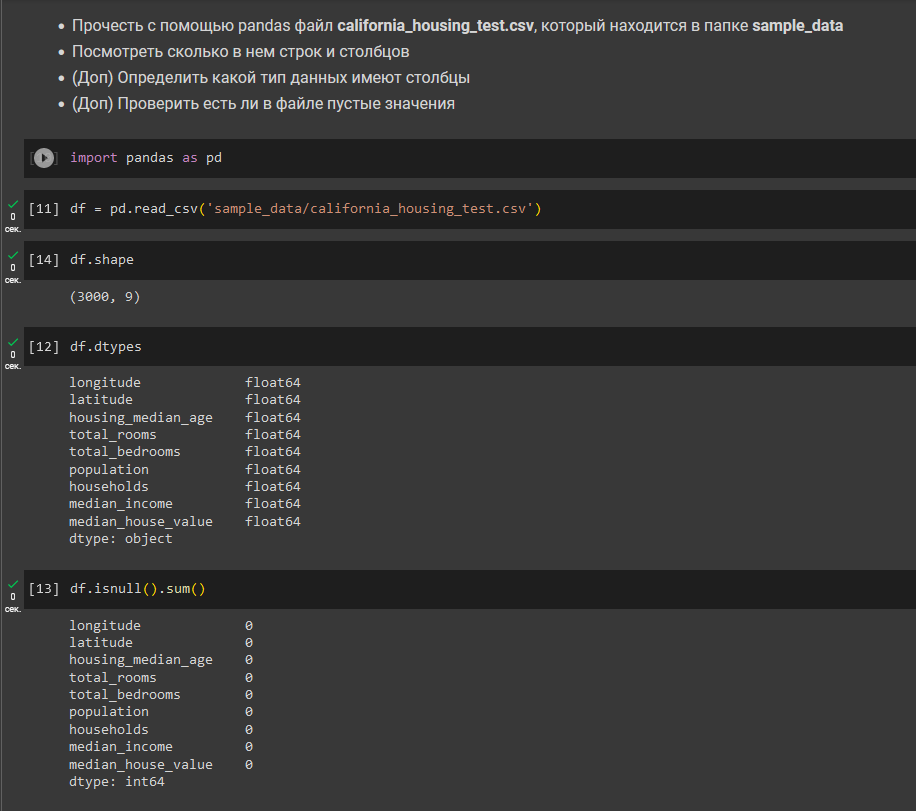 • Прочесть с помощью pandas файл california_housing_test.csv, который находится в папке sample_data
• Посмотреть сколько в нем строк и столбцов
• (Доп) Определить какой тип данных имеют столбцы
• (Доп) Проверить есть ли в файле пустые значения
[ ] import pandas as pd
0 сек. [11] df = pd.read_csv('sample_data/california_housing_test.csv')
0 сек. [14] df.shape
(3000, 9)
0 сек. [12] df.dtypes
longitude float64
latitude float64
housing_median_age float64
total_rooms float64
total_bedrooms float64
population float64
households float64
median_income float64
median_house_value float64
dtype: object
0 сек. [13] df.isnull().sum()
longitude 0
latitude 0
housing_median_age 0
total_rooms 0
total_bedrooms 0
population 0
households 0
median_income 0
median_house_value 0
dtype: int64